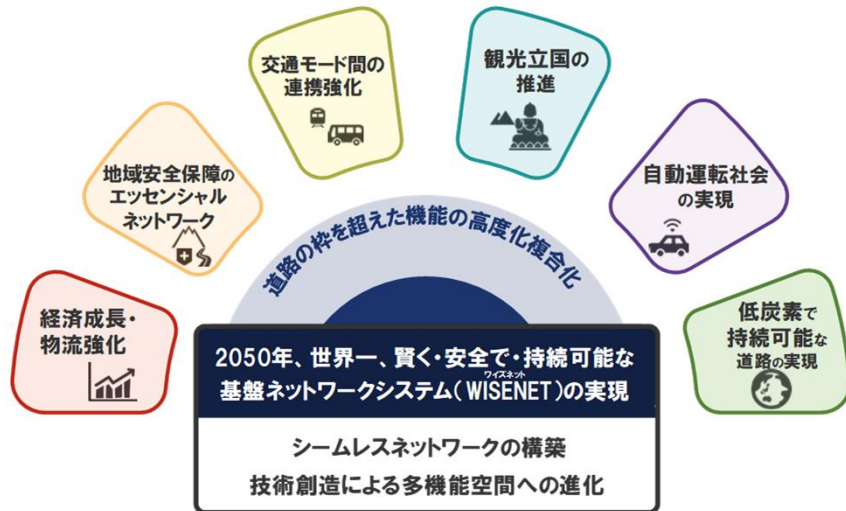 交通モード間の
連携強化
観光立国の
推進
地域安全保障の
エッセンシャル
ネットワーク
自動運転社会
の実現
経済成長・
物流強化
低炭素で
持続可能な
道路の実現
道路の枠を超えた機能の高度化複合化
2050年、世界一、賢く・安全で・持続可能な
ワイズネット
基盤ネットワークシステム(WISENET)の実現
シームレスネットワークの構築
技術創造による多機能空間への進化